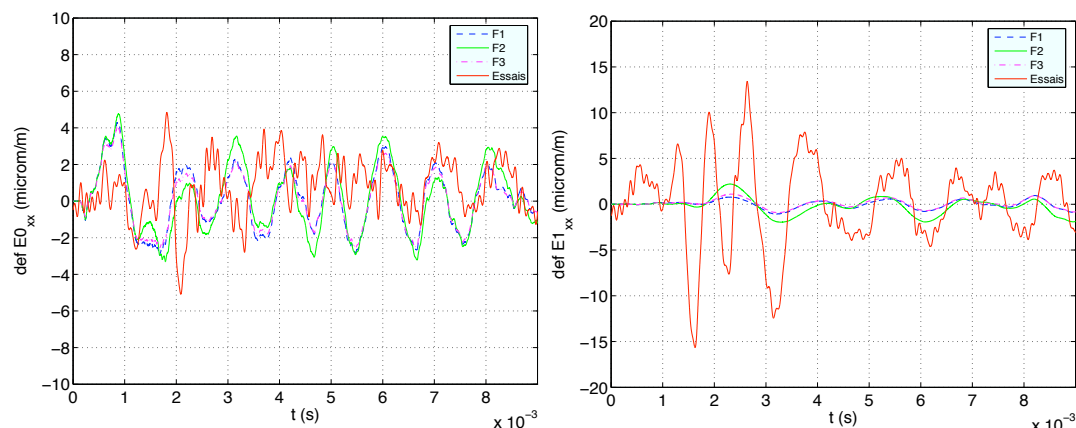 10
8
6
4
2
0
−2
−4
−6
−8
−10
def E0xx (microm/m)
0 1 2 3 4 5 6 7 8
t (s)
x 10−3
F1
F2
F3
Essais
20
15
10
5
0
−5
−10
−15
−20
def E1xx (microm/m)
0 1 2 3 4 5 6 7 8
t (s)
x 10−3
F1
F2
F3
Essais